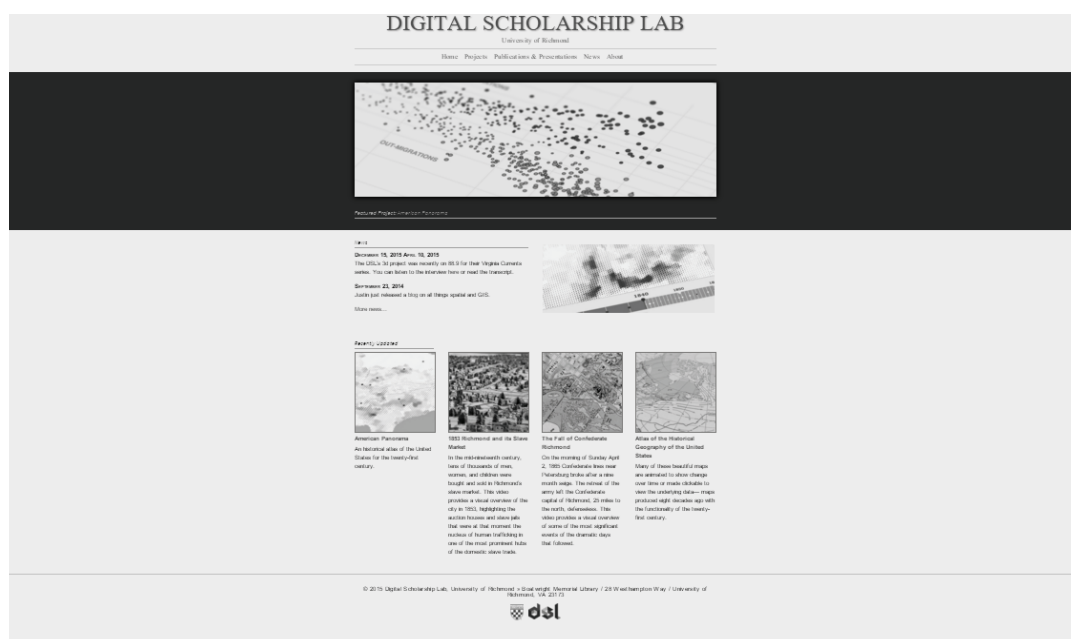 DIGITAL SCHOLARSHIP LAB
University of Richmond
Home Projects Publications & Presentations News About
OUT-MIGRATIONS
Featured Project: American Panorama
News
DECEMBER 15, 2015 APRIL 10, 2015
The DSL's 3d project was recently on 88.9 for their Virginia Currents
series. You can listen to the interview here or read the transcript.
SEPTEMBER 23, 2014
Justin just released a blog on all things spatial and GIS.
More news...
1840
1850
Recently Updated
American Panorama
An historical atlas of the United
States for the twenty-first
century.
1853 Richmond and its Slave
Market
In the mid-nineteenth century,
tens of thousands of men,
women, and children were
bought and sold in Richmond's
slave market. This video
provides a visual overview of the
city in 1853, highlighting the
auction houses and slave jails
that were at that moment the
nucleus of human trafficking in
one of the most prominent hubs
of the domestic slave trade.
The Fall of Confederate
Richmond
On the morning of Sunday April
2, 1865 Confederate lines near
Petersburg broke after a nine
month seige. The retreat of the
army left the Confederate
capital of Richmond, 25 miles to
the north, defenseless. This
video provides a visual overview
of some of the most significant
events of the dramatic days
that followed.
Atlas of the Historical
Geography of the United
States
Many of these beautiful maps
are animated to show change
over time or made clickable to
view the underlying data— maps
produced eight decades ago with
the functionality of the twenty-
first century.
© 2015 Digital Scholarship Lab, University of Richmond > Boatwright Memorial Library / 28 Westhampton Way / University of
Richmond, VA 23173
dsl